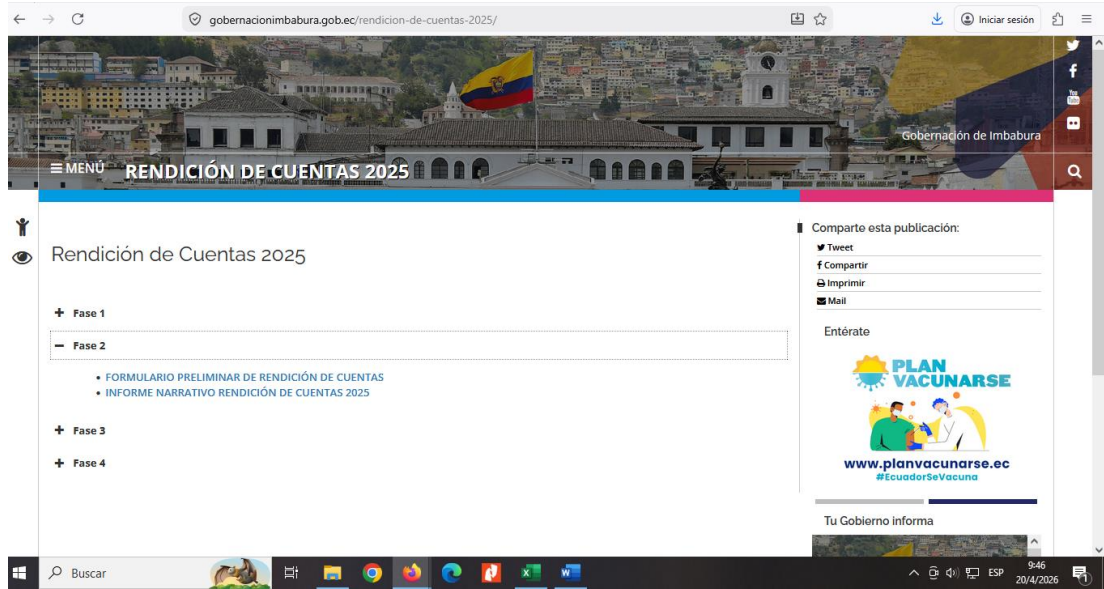 gobernacionimbabura.gob.ec/rendicion-de-cuentas-2025/
Iniciar sesión
Gobernación de Imbabura
MENÚ
RENDICIÓN DE CUENTAS 2025
Rendición de Cuentas 2025
Fase 1
Fase 2
FORMULARIO PRELIMINAR DE RENDICIÓN DE CUENTAS
INFORME NARRATIVO RENDICIÓN DE CUENTAS 2025
Fase 3
Fase 4
Comparte esta publicación:
Tweet
Compartir
Imprimir
Mail
Entérate
PLAN
VACUNARSE
www.planvacunarse.ec
#EcuadorSeVacuna
Tu Gobierno informa
Buscar
ESP
9:46
20/4/2026